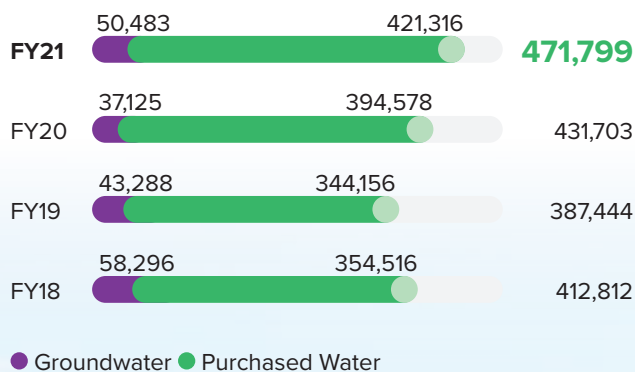 50,483 421,316
FY21 471,799
37,125 394,578
FY20 431,703
43,288 344,156
FY19 387,444
58,296 354,516
FY18 412,812
Groundwater Purchased Water